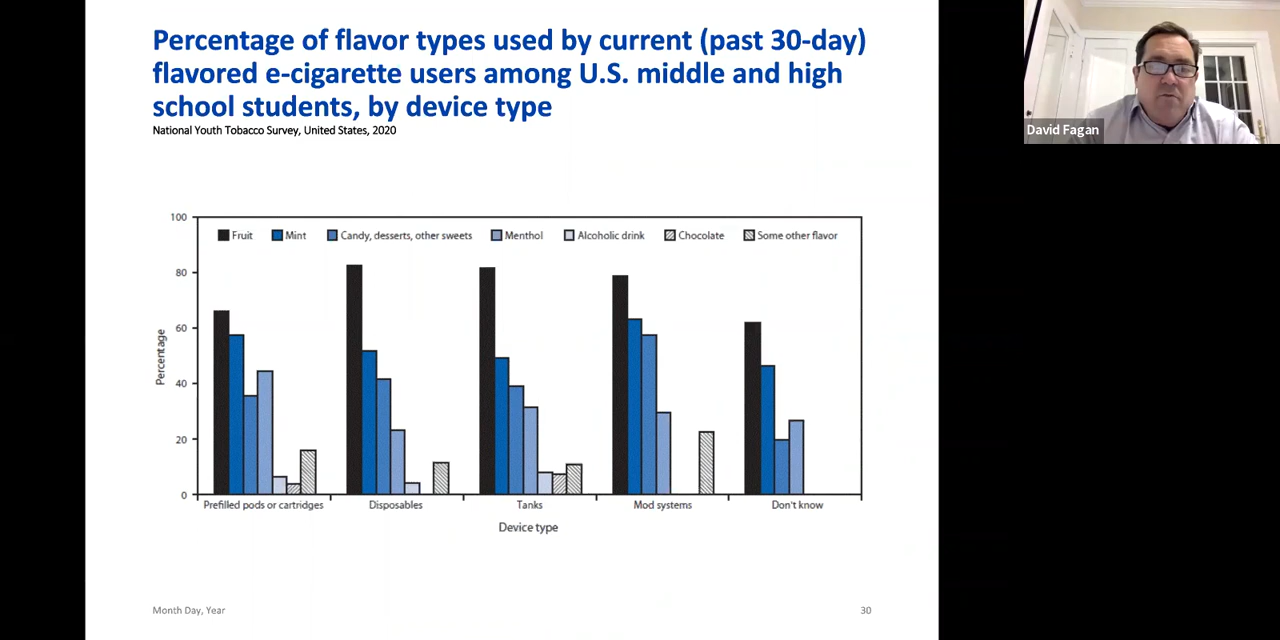 Percentage of flavor types used by current (past 30-day)
flavored e-cigarette users among U.S. middle and high
school students, by device type
National Youth Tobacco Survey, United States, 2020
David Fagan
100
Fruit Mint Candy, desserts, other sweets Menthol Alcoholic drink Chocolate Some other flavor
80
60
Percentage
40
20
0
Prefilled pods or cartridges Disposables Tanks Mod systems Don't know
Device type
Month Day, Year 30